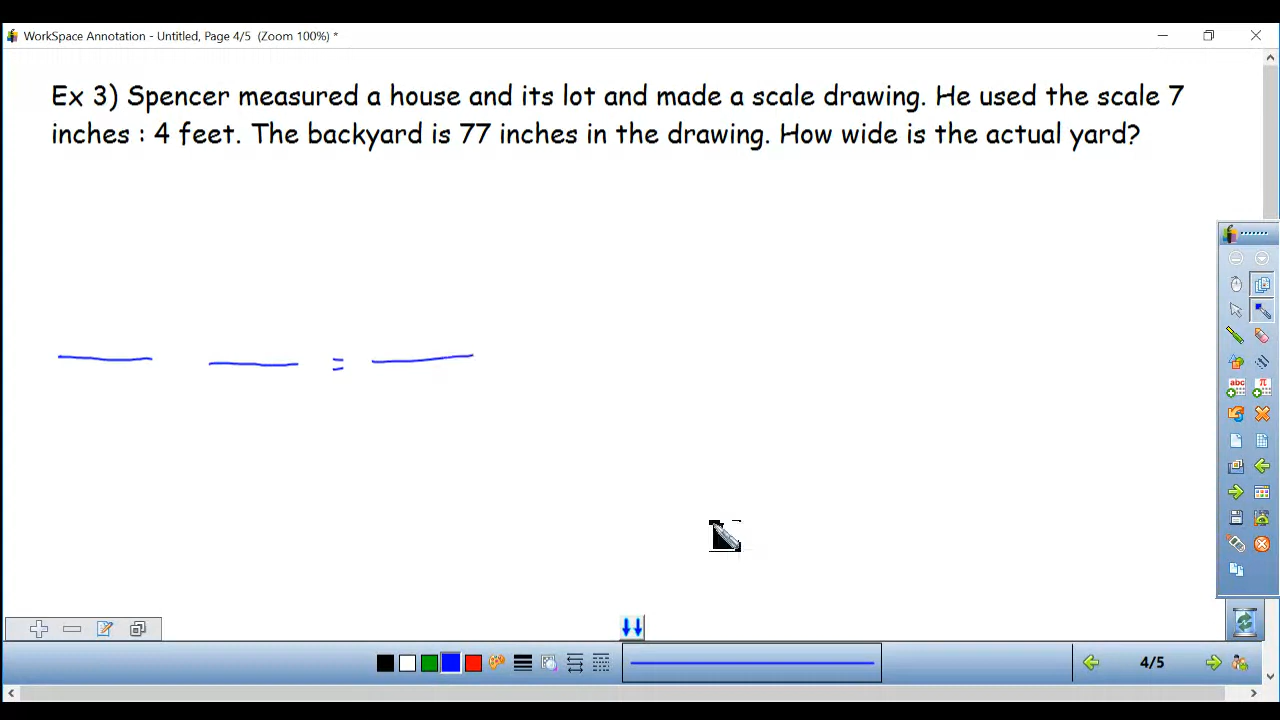 WorkSpace Annotation - Untitled, Page 4/5 (Zoom 100%) *
Ex 3) Spencer measured a house and its lot and made a scale drawing. He used the scale 7
inches : 4 feet. The backyard is 77 inches in the drawing. How wide is the actual yard?
=
abc π
4/5